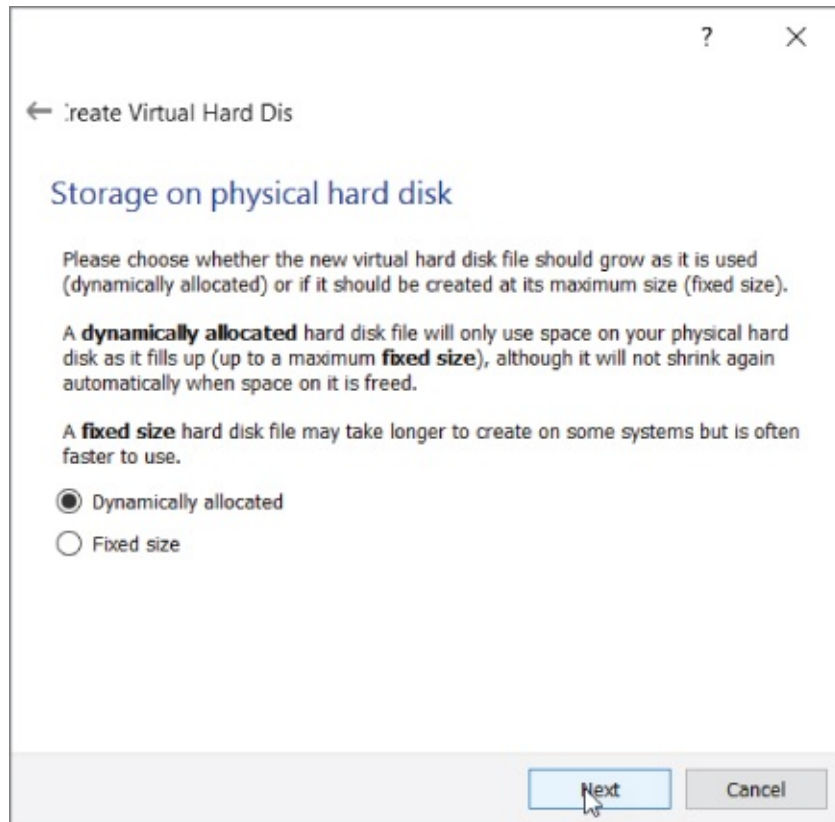 ?
:reate Virtual Hard Dis
Storage on physical hard disk
Please choose whether the new virtual hard disk file should grow as it is used
(dynamically allocated) or if it should be created at its maximum size (fixed size).
A dynamically allocated hard disk file will only use space on your physical hard
disk as it fills up (up to a maximum fixed size), although it will not shrink again
automatically when space on it is freed.
A fixed size hard disk file may take longer to create on some systems but is often
faster to use.
Dynamically allocated
Fixed size
Next Cancel